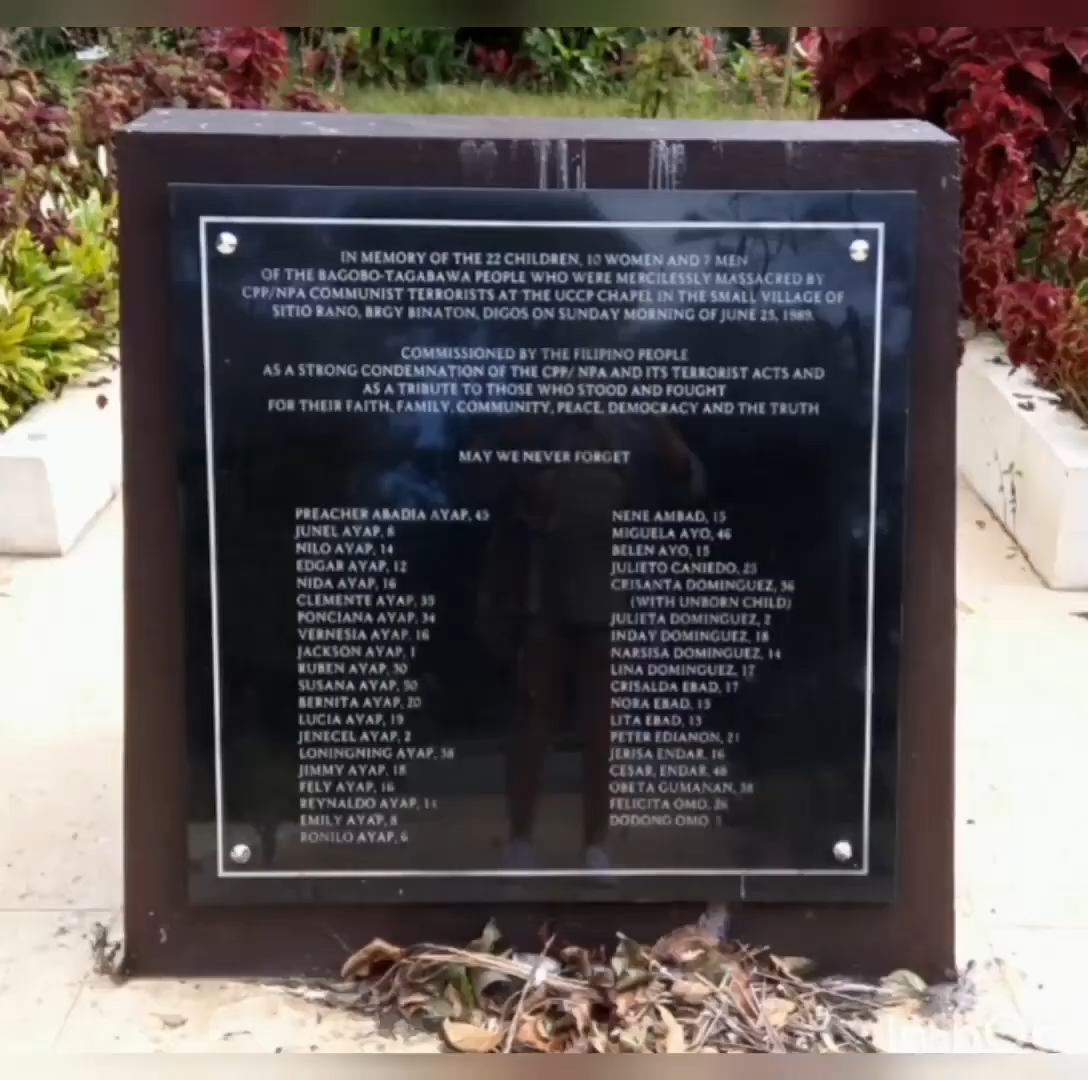 IN MEMORY OF THE 22 CHILDREN, 10 WOMEN AND 7 MEN
OF THE BAGOBO-TAGABAWA PEOPLE WHO WERE MERCILESSLY MASSACRED BY
CPP/NPA COMMUNIST TERRORISTS AT THE UCCP CHAPEL IN THE SMALL VILLAGE OF
SITIO RANO, BRGY BINATON, DIGOS ON SUNDAY MORNING OF JUNE 25, 1989.
COMMISSIONED BY THE FILIPINO PEOPLE
AS A STRONG CONDEMNATION OF THE CPP/ NPA AND ITS TERRORIST ACTS AND
AS A TRIBUTE TO THOSE WHO STOOD AND FOUGHT
FOR THEIR FAITH, FAMILY, COMMUNITY, PEACE, DEMOCRACY AND THE TRUTH
MAY WE NEVER FORGET
PREACHER ABADIA AYAP,
JUNEL AYAP, 8
NILO AYAP, 14
EDGAR AYAP, 12
NIDA AYAP, 16
CLEMENTE AYAP,
PONCIANA AYAP, 34
VERNESIA AYAP, 16
JACKSON AYAP, 1
RUBEN AYAP, 30
SUSANA AYAP,
BERNITA AYAP, 20
LUCIA AYAP, 19
JENECEL AYAP, 2
LONINGNING AYAP, 38
JIMMY AYAP, 18
FELY AYAP, 16
REYNALDO AYAP,
EMILY AYAP, 8
RONILO AYAP, 6
NENE AMBAD, 15
MIGUELA AYO, 46
BELEN AYO, 15
JULIETO CANIEDO,
CRISANTA DOMINGUEZ, 36
(WITH UNBORN CHILD)
JULIETA DOMINGUEZ, 2
INDAY DOMINGUEZ, 18
NARSISA DOMINGUEZ, 14
LINA DOMINGUEZ, 17
CRISALDA EBAD, 17
NORA EBAD,
LITA EBAD, 13
PETER EDIANON, 21
JERISA ENDAR, 16
CESAR, ENDAR, 48
OBETA GUMANAN, 38
FELICITA OMO,
DODONG OMO,